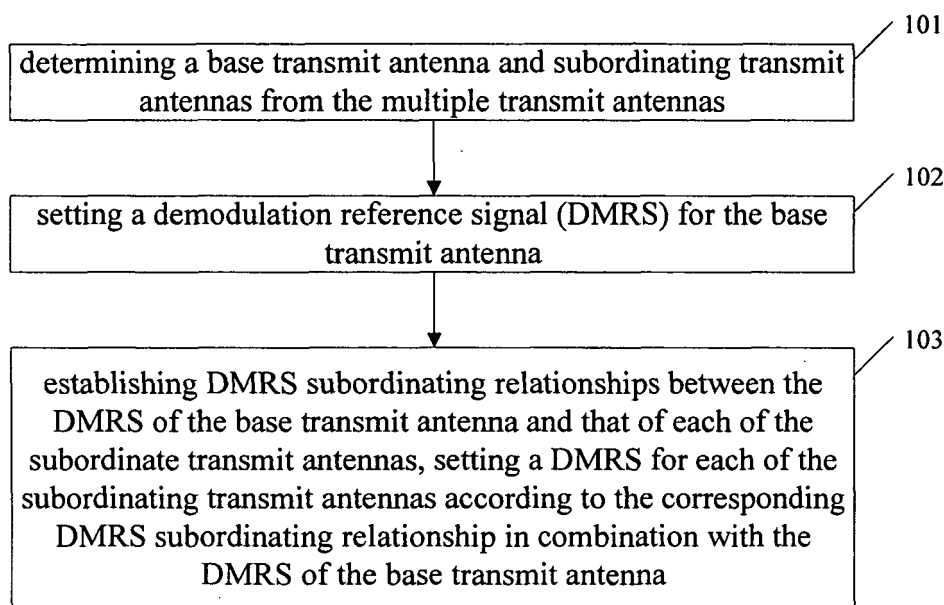 101
determining a base transmit antenna and subordinating transmit
antennas from the multiple transmit antennas
102
setting a demodulation reference signal (DMRS) for the base
transmit antenna
103
establishing DMRS subordinating relationships between the
DMRS of the base transmit antenna and that of each of the
subordinate transmit antennas, setting a DMRS for each of the
subordinating transmit antennas according to the corresponding
DMRS subordinating relationship in combination with the
DMRS of the base transmit antenna